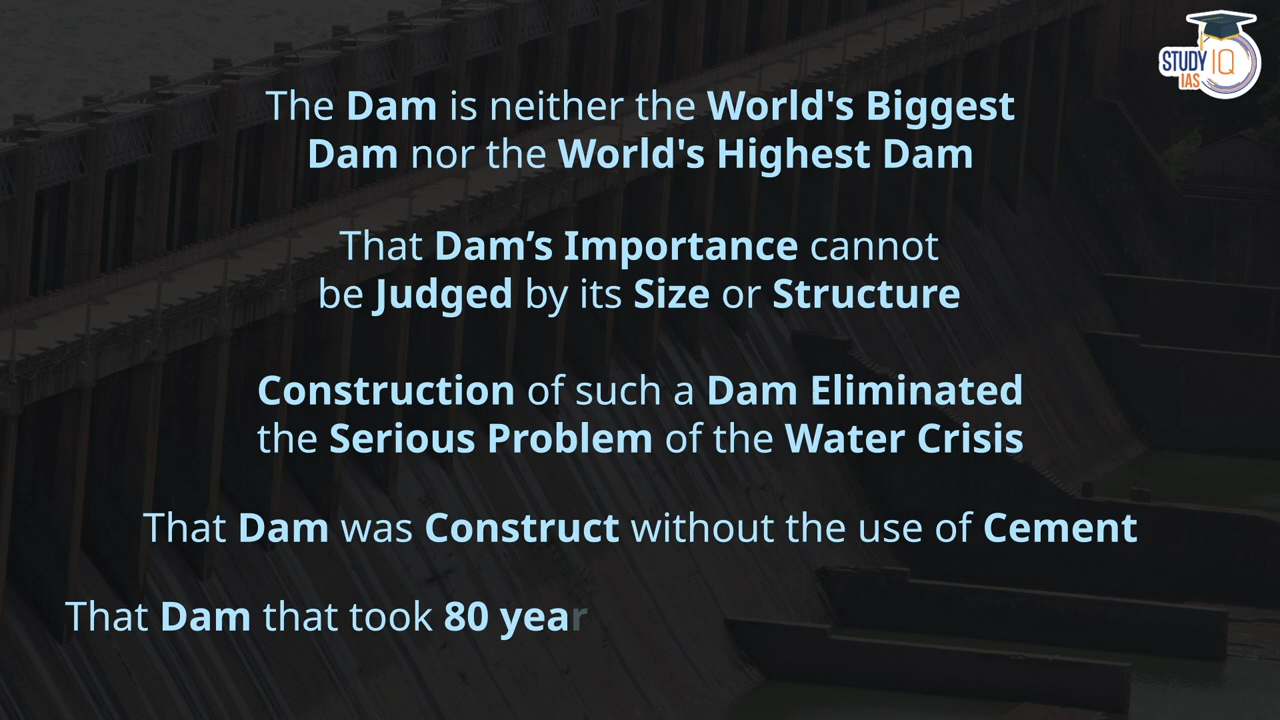 STUDY IQ
IAS
The Dam is neither the World's Biggest
Dam nor the World's Highest Dam
That Dam’s Importance cannot
be Judged by its Size or Structure
Construction of such a Dam Eliminated
the Serious Problem of the Water Crisis
That Dam was Construct without the use of Cement
That Dam that took 80 year